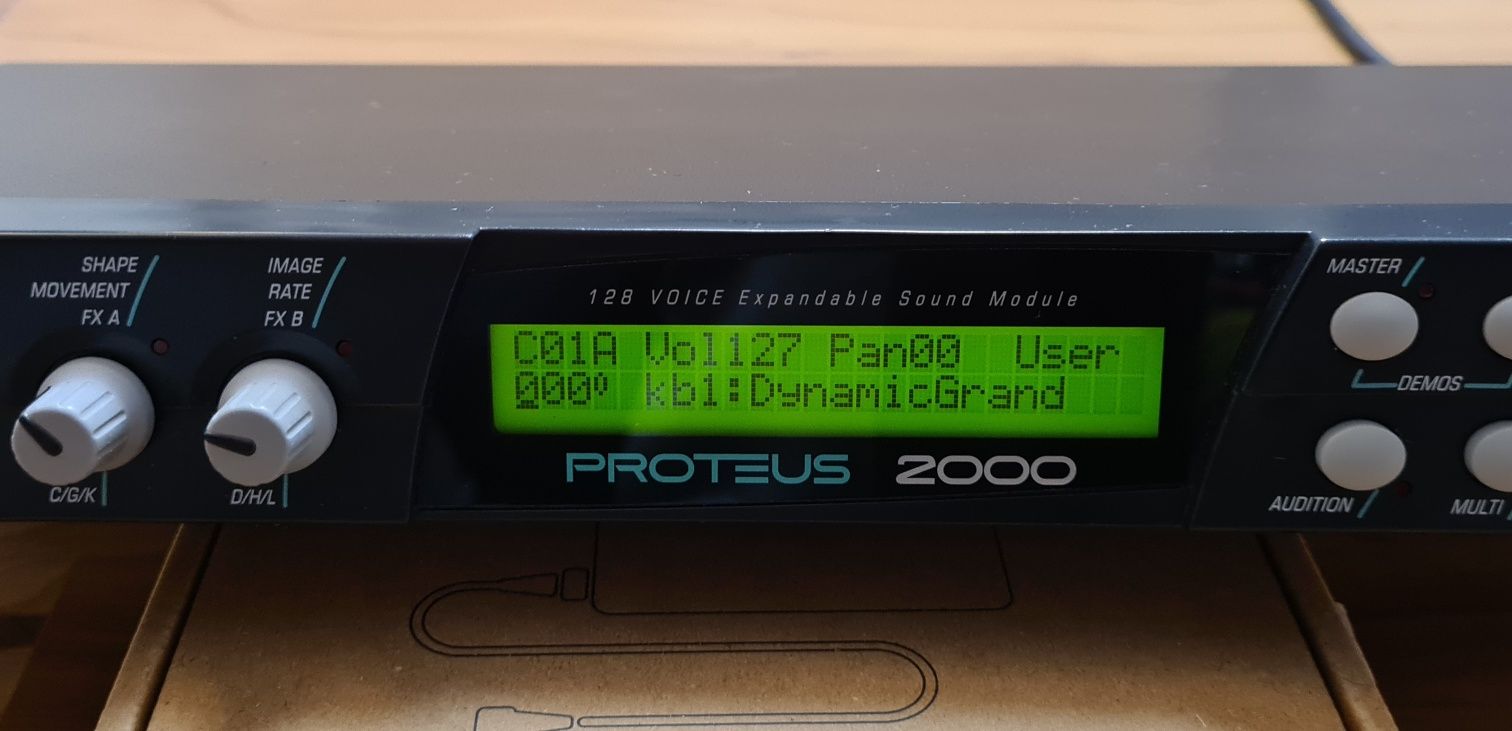 SHAPE
MOVEMENT
FX A
C/G/K
IMAGE
RATE
FX B
D/H/L
128 VOICE Expandable Sound Module
C01A Vol127 Pan00 User
000⁰ kb1:DynamicGrand
PROTEUS 2000
MASTER
DEMOS
AUDITION
MULTI